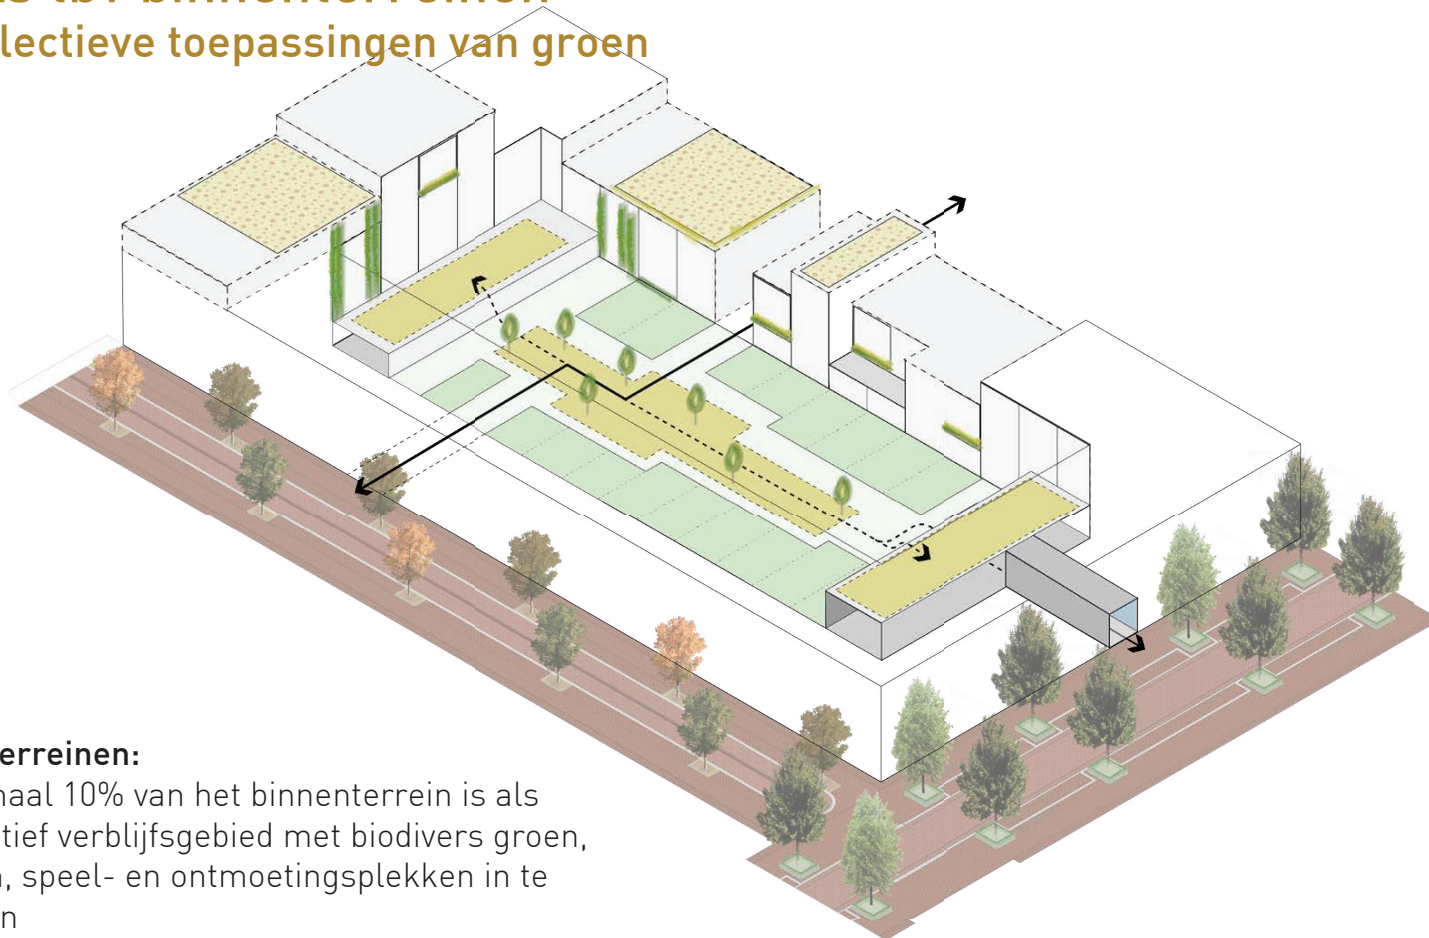 lectieve toepassingen van groen
erreinen:
naal 10% van het binnenterrein is als
tief verblijfsgebied met biodivers groen,
, speel- en ontmoetingsplekken in te
n